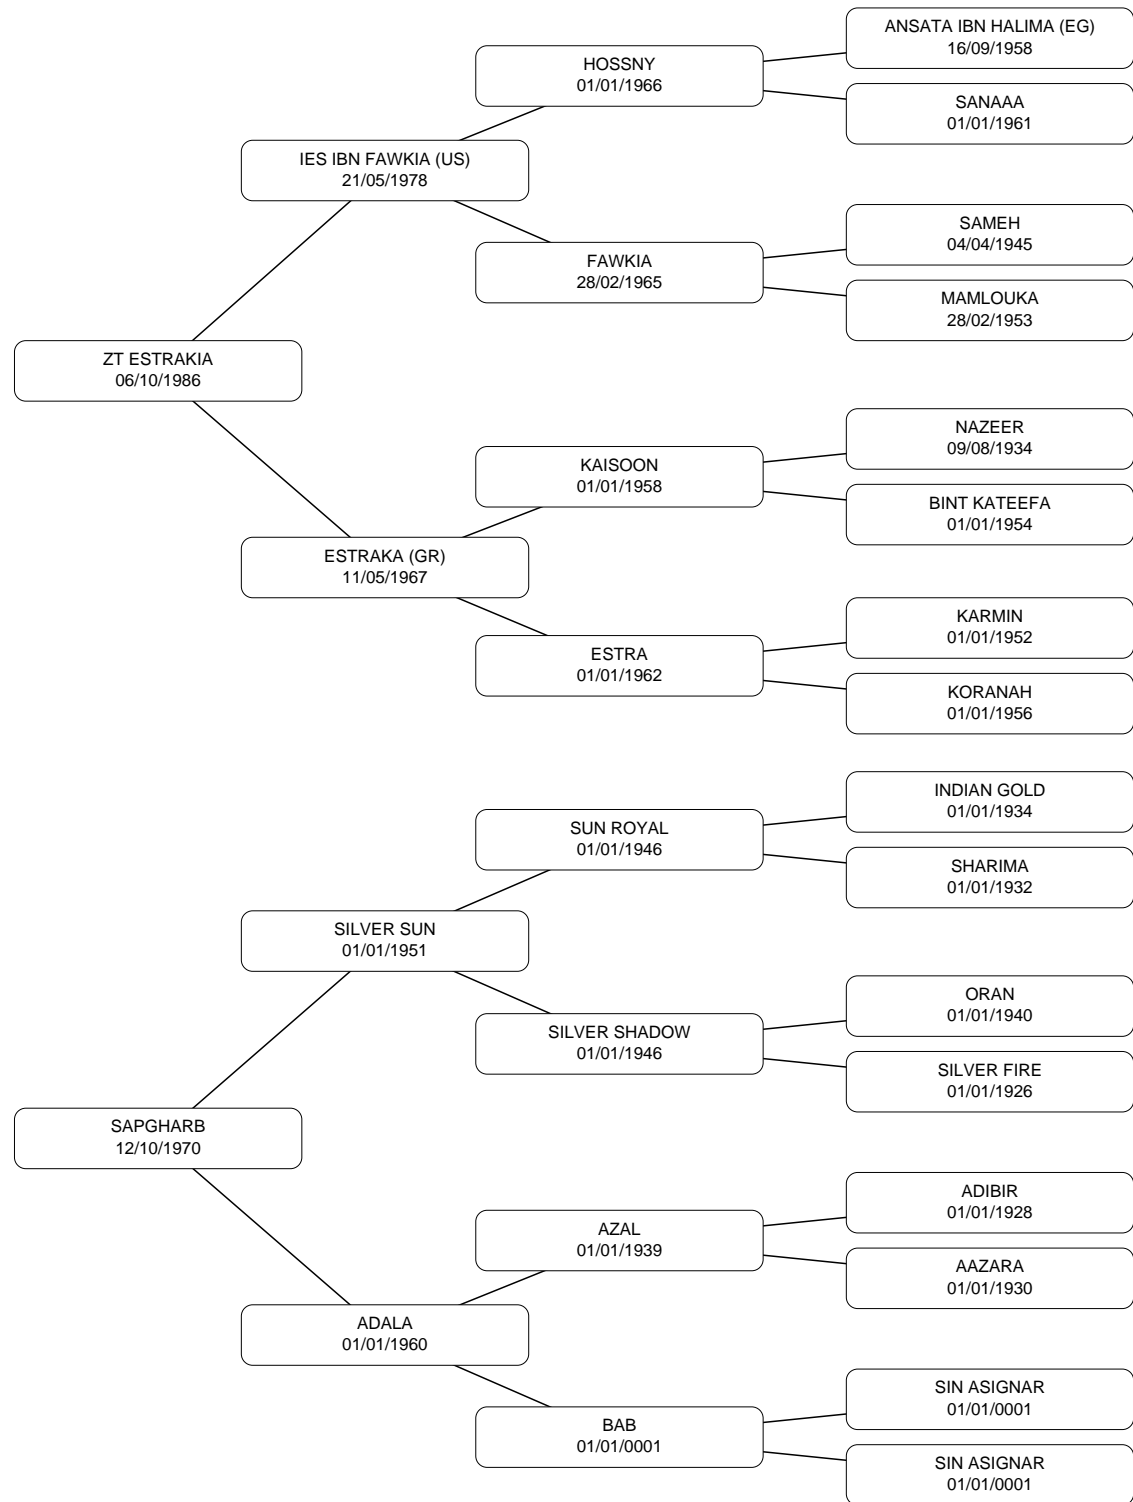 ANSATA IBN HALIMA (EG)
16/09/1958
HOSSNY
01/01/1966
SANAAA
01/01/1961
IES IBN FAWKIA (US)
21/05/1978
SAMEH
04/04/1945
FAWKIA
28/02/1965
MAMLOUKA
28/02/1953
ZT ESTRAKIA
06/10/1986
NAZEER
09/08/1934
KAISOON
01/01/1958
BINT KATEEFA
01/01/1954
ESTRAKA (GR)
11/05/1967
KARMIN
01/01/1952
ESTRA
01/01/1962
KORANAH
01/01/1956
INDIAN GOLD
01/01/1934
SUN ROYAL
01/01/1946
SHARIMA
01/01/1932
SILVER SUN
01/01/1951
ORAN
01/01/1940
SILVER SHADOW
01/01/1946
SILVER FIRE
01/01/1926
SAPGHARB
12/10/1970
ADIBIR
01/01/1928
AZAL
01/01/1939
AAZARA
01/01/1930
ADALA
01/01/1960
SIN ASIGNAR
01/01/0001
BAB
01/01/0001
SIN ASIGNAR
01/01/0001